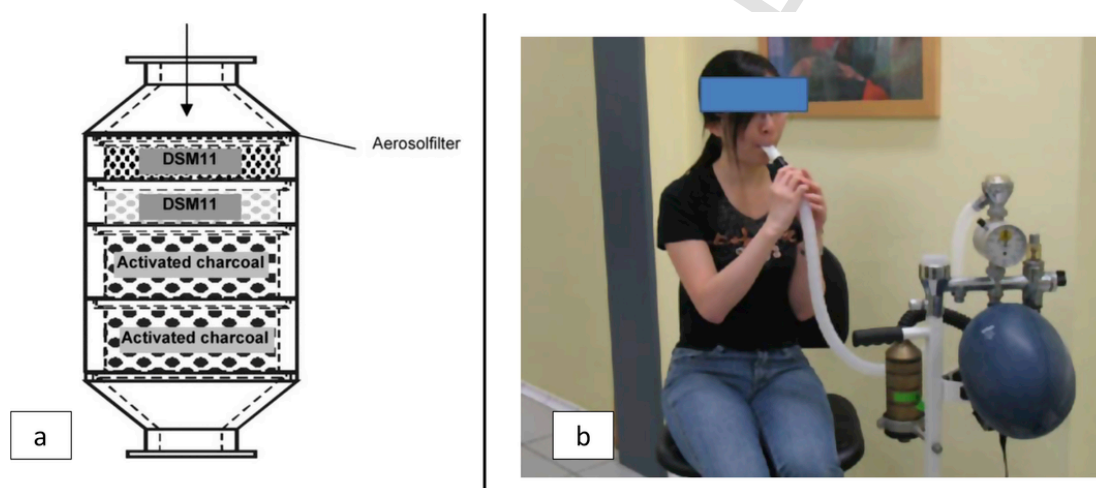 Aerosolfilter
DSM11
DSM11
Activated charcoal
Activated charcoal
a
b